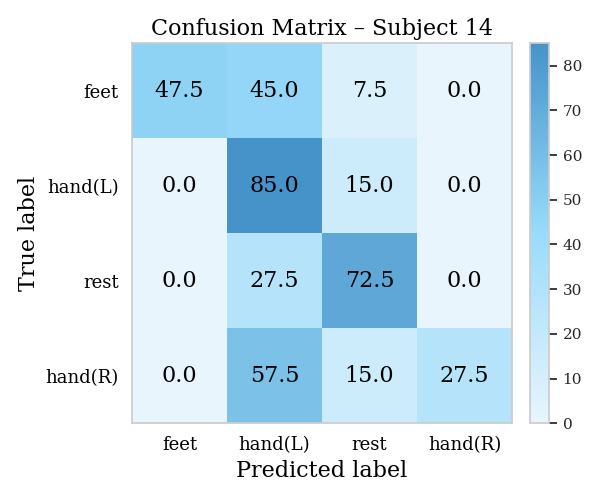 Confusion Matrix – Subject 14
feet 47.5 45.0 7.5 0.0
hand(L) 0.0 85.0 15.0 0.0
rest 0.0 27.5 72.5 0.0
hand(R) 0.0 57.5 15.0 27.5
feet hand(L) rest hand(R)
Predicted label
True label
80
70
60
50
40
30
20
10
0